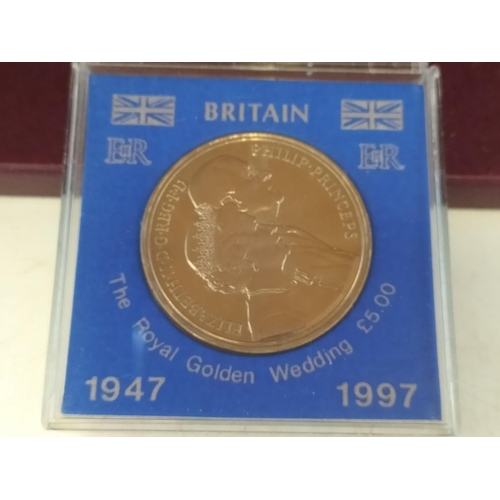 BRITAIN
EIIR
EIIR
ELIZABETH·II·D·G·REG·F·D
PHILIP·PRINCEPS
The Royal Golden Wedding £5.00
1947
1997